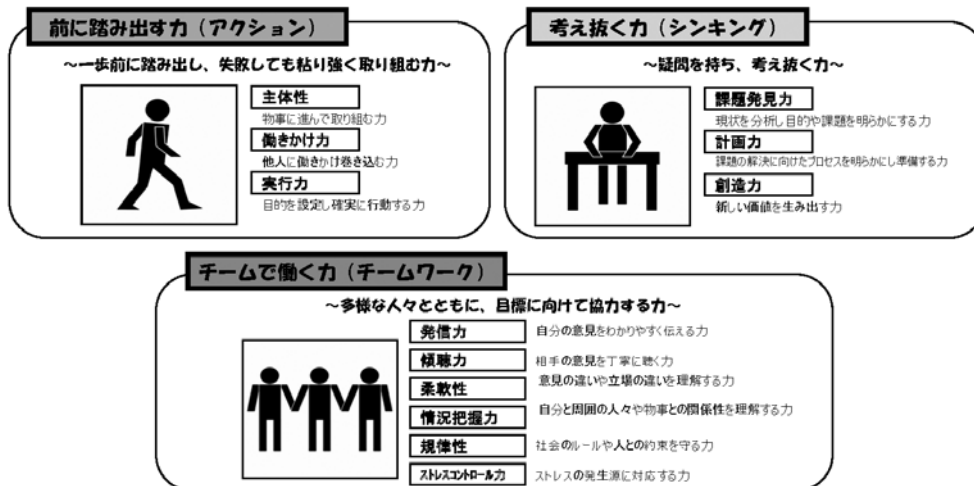 前に踏み出す力（アクション）
～一歩前に踏み出し、失敗しても粘り強く取り組む力～
主体性
物事に進んで取り組む力
働きかけ力
他人に働きかけ巻き込む力
実行力
目的を設定し確実に行動する力
考え抜く力（シンキング）
～疑問を持ち、考え抜く力～
課題発見力
現状を分析し目的や課題を明らかにする力
計画力
課題の解決に向けたプロセスを明らかにし準備する力
創造力
新しい価値を生み出す力
チームで働く力（チームワーク）
～多様な人々とともに、目標に向けて協力する力～
発信力 自分の意見をわかりやすく伝える力
傾聴力 相手の意見を丁寧に聴く力
柔軟性 意見の違いや立場の違いを理解する力
情況把握力 自分と周囲の人々や物事との関係性を理解する力
規律性 社会のルールや人との約束を守る力
ストレスコントロール力 ストレスの発生源に対応する力